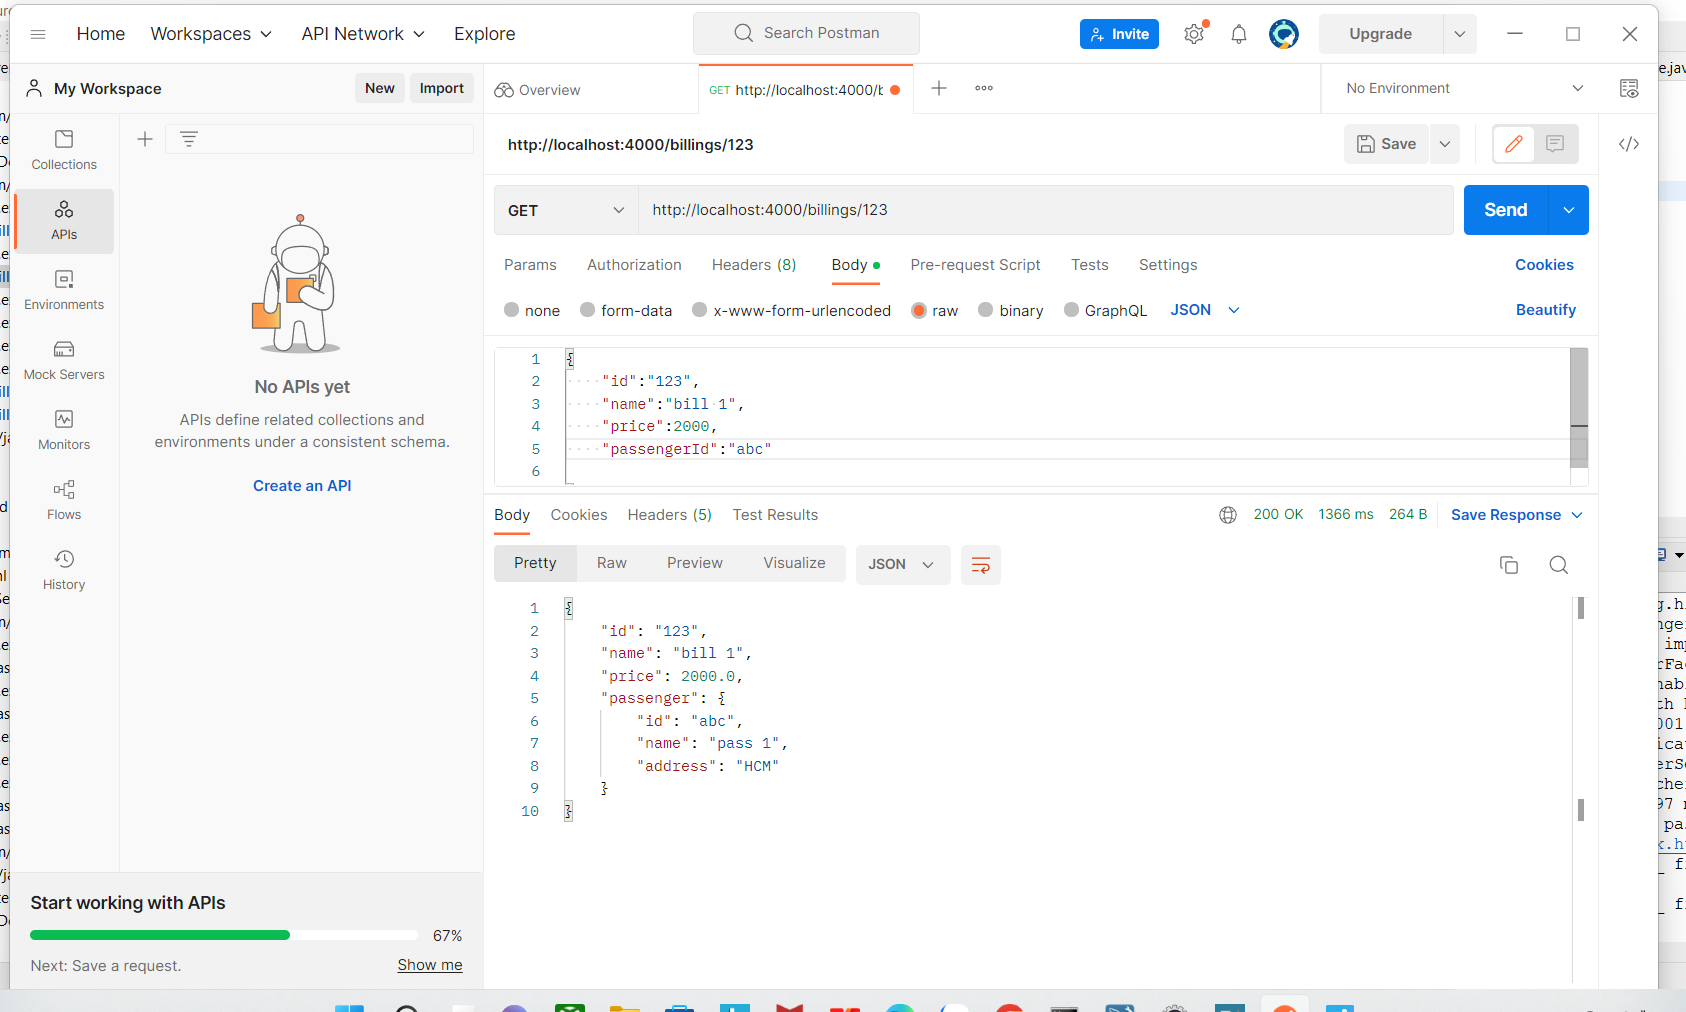 Home Workspaces API Network Explore Search Postman Invite Upgrade
My Workspace New Import Overview GET http://localhost:4000/b No Environment
Collections
APIs
Environments
Mock Servers
Monitors
Flows
History
No APIs yet
APIs define related collections and
environments under a consistent schema.
Create an API
Start working with APIs
67%
Next: Save a request. Show me
http://localhost:4000/billings/123 Save
GET http://localhost:4000/billings/123 Send
Params Authorization Headers (8) Body Pre-request Script Tests Settings Cookies
none form-data x-www-form-urlencoded raw binary GraphQL JSON Beautify
1 {
2 "id":"123",
3 "name":"bill 1",
4 "price":2000,
5 "passengerId":"abc"
6
Body Cookies Headers (5) Test Results 200 OK 1366 ms 264 B Save Response
Pretty Raw Preview Visualize JSON
1 {
2 "id": "123",
3 "name": "bill 1",
4 "price": 2000.0,
5 "passenger": {
6 "id": "abc",
7 "name": "pass 1",
8 "address": "HCM"
9 }
10 }